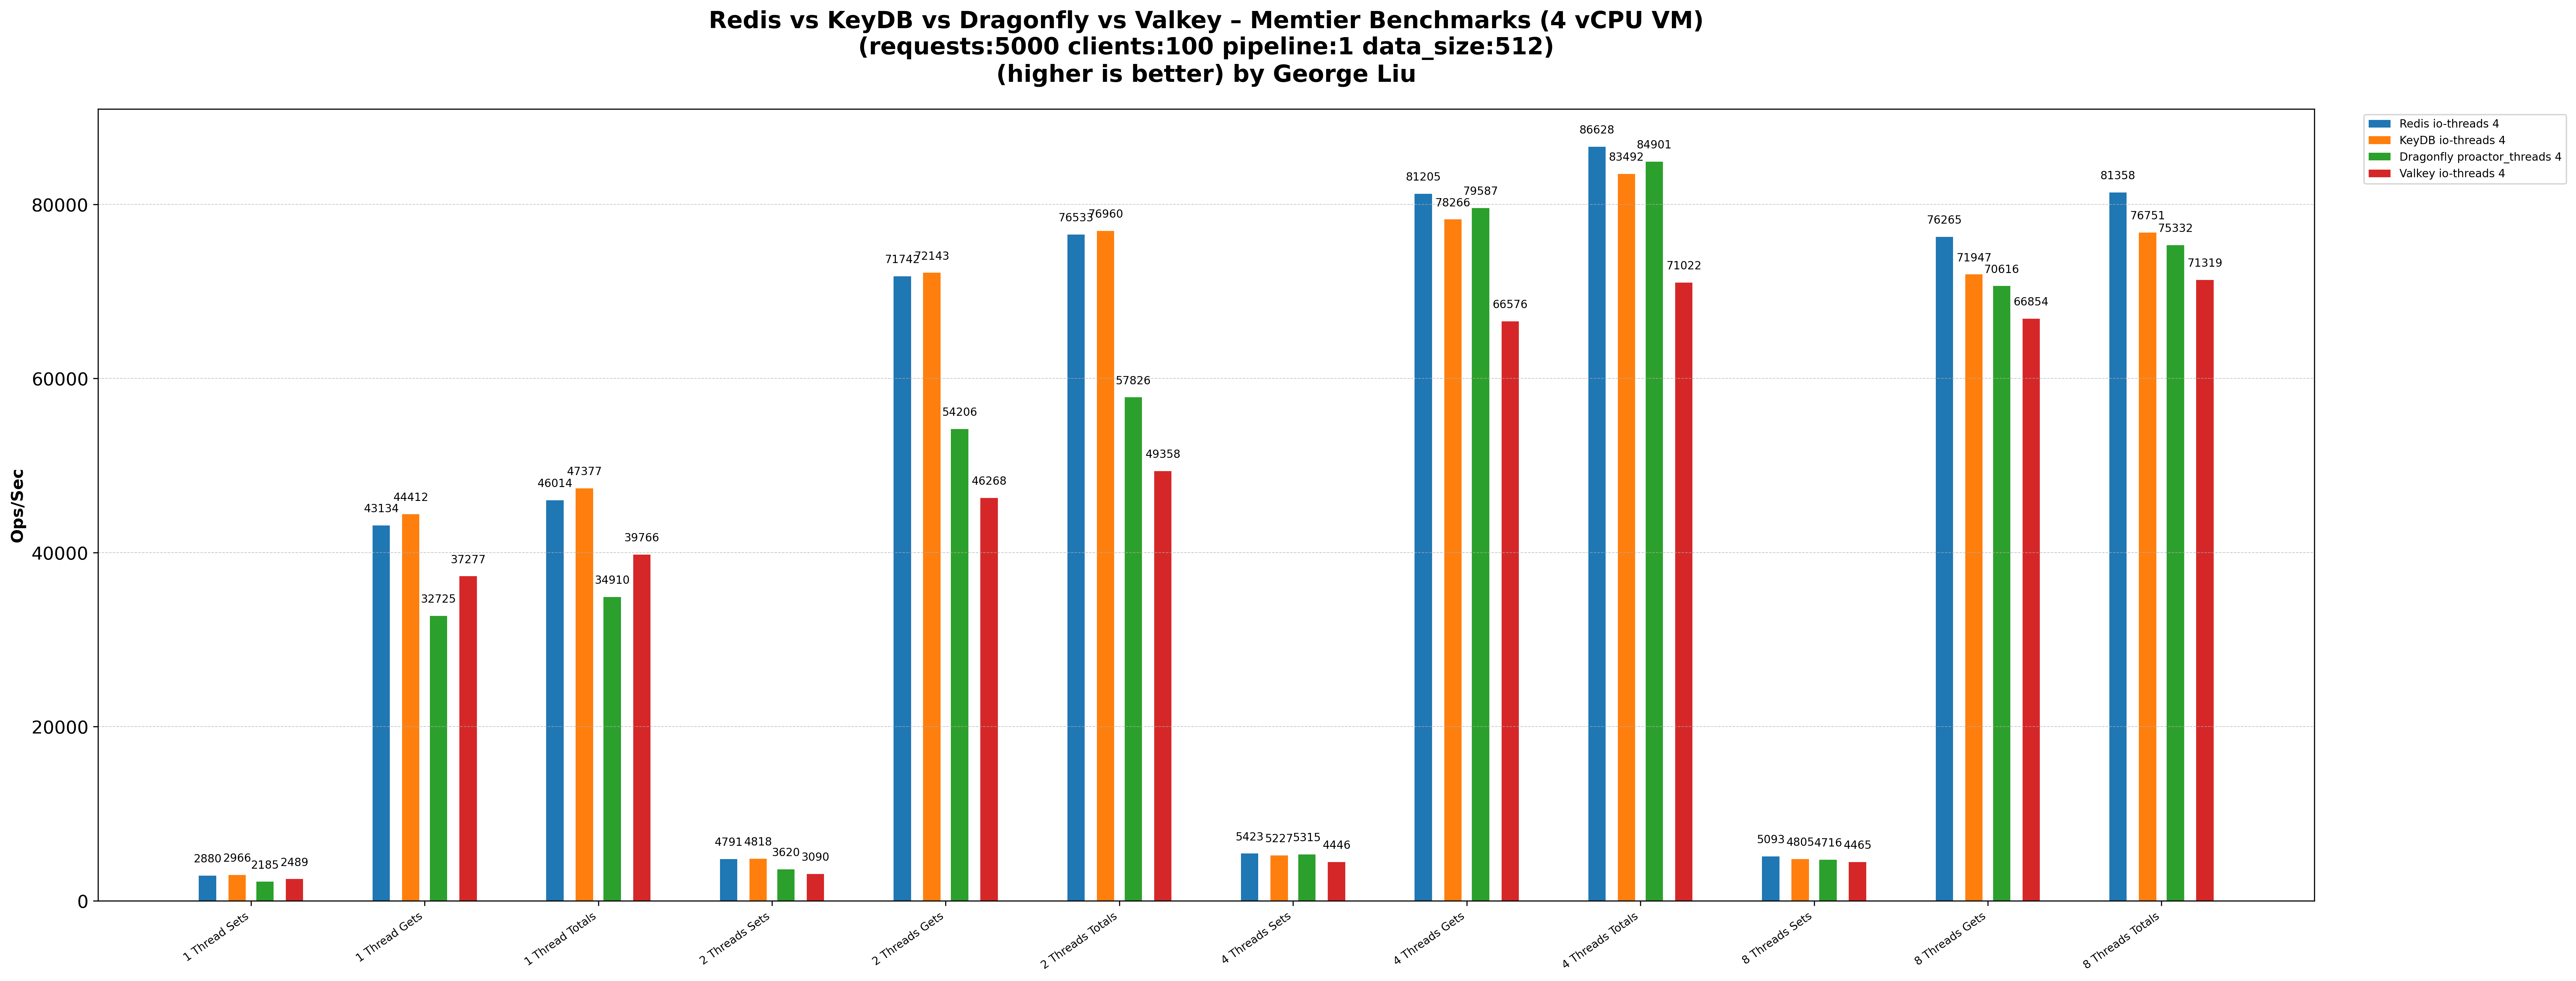 Redis vs KeyDB vs Dragonfly vs Valkey – Memtier Benchmarks (4 vCPU VM)
(requests:5000 clients:100 pipeline:1 data_size:512)
(higher is better) by George Liu
Redis io-threads 4
KeyDB io-threads 4
Dragonfly proactor_threads 4
Valkey io-threads 4
Ops/Sec
80000
60000
40000
20000
0
2880 2966 2185 2489
43134 44412 32725 37277
46014 47377 34910 39766
4791 4818 3620 3090
71742 72143 54206 46268
76533 76960 57826 49358
5423 5227 5315 4446
81205 78266 79587 66576
86628 83492 84901 71022
5093 4805 4716 4465
76265 71947 70616 66854
81358 76751 75332 71319
1 Thread Sets
1 Thread Gets
1 Thread Totals
2 Threads Sets
2 Threads Gets
2 Threads Totals
4 Threads Sets
4 Threads Gets
4 Threads Totals
8 Threads Sets
8 Threads Gets
8 Threads Totals